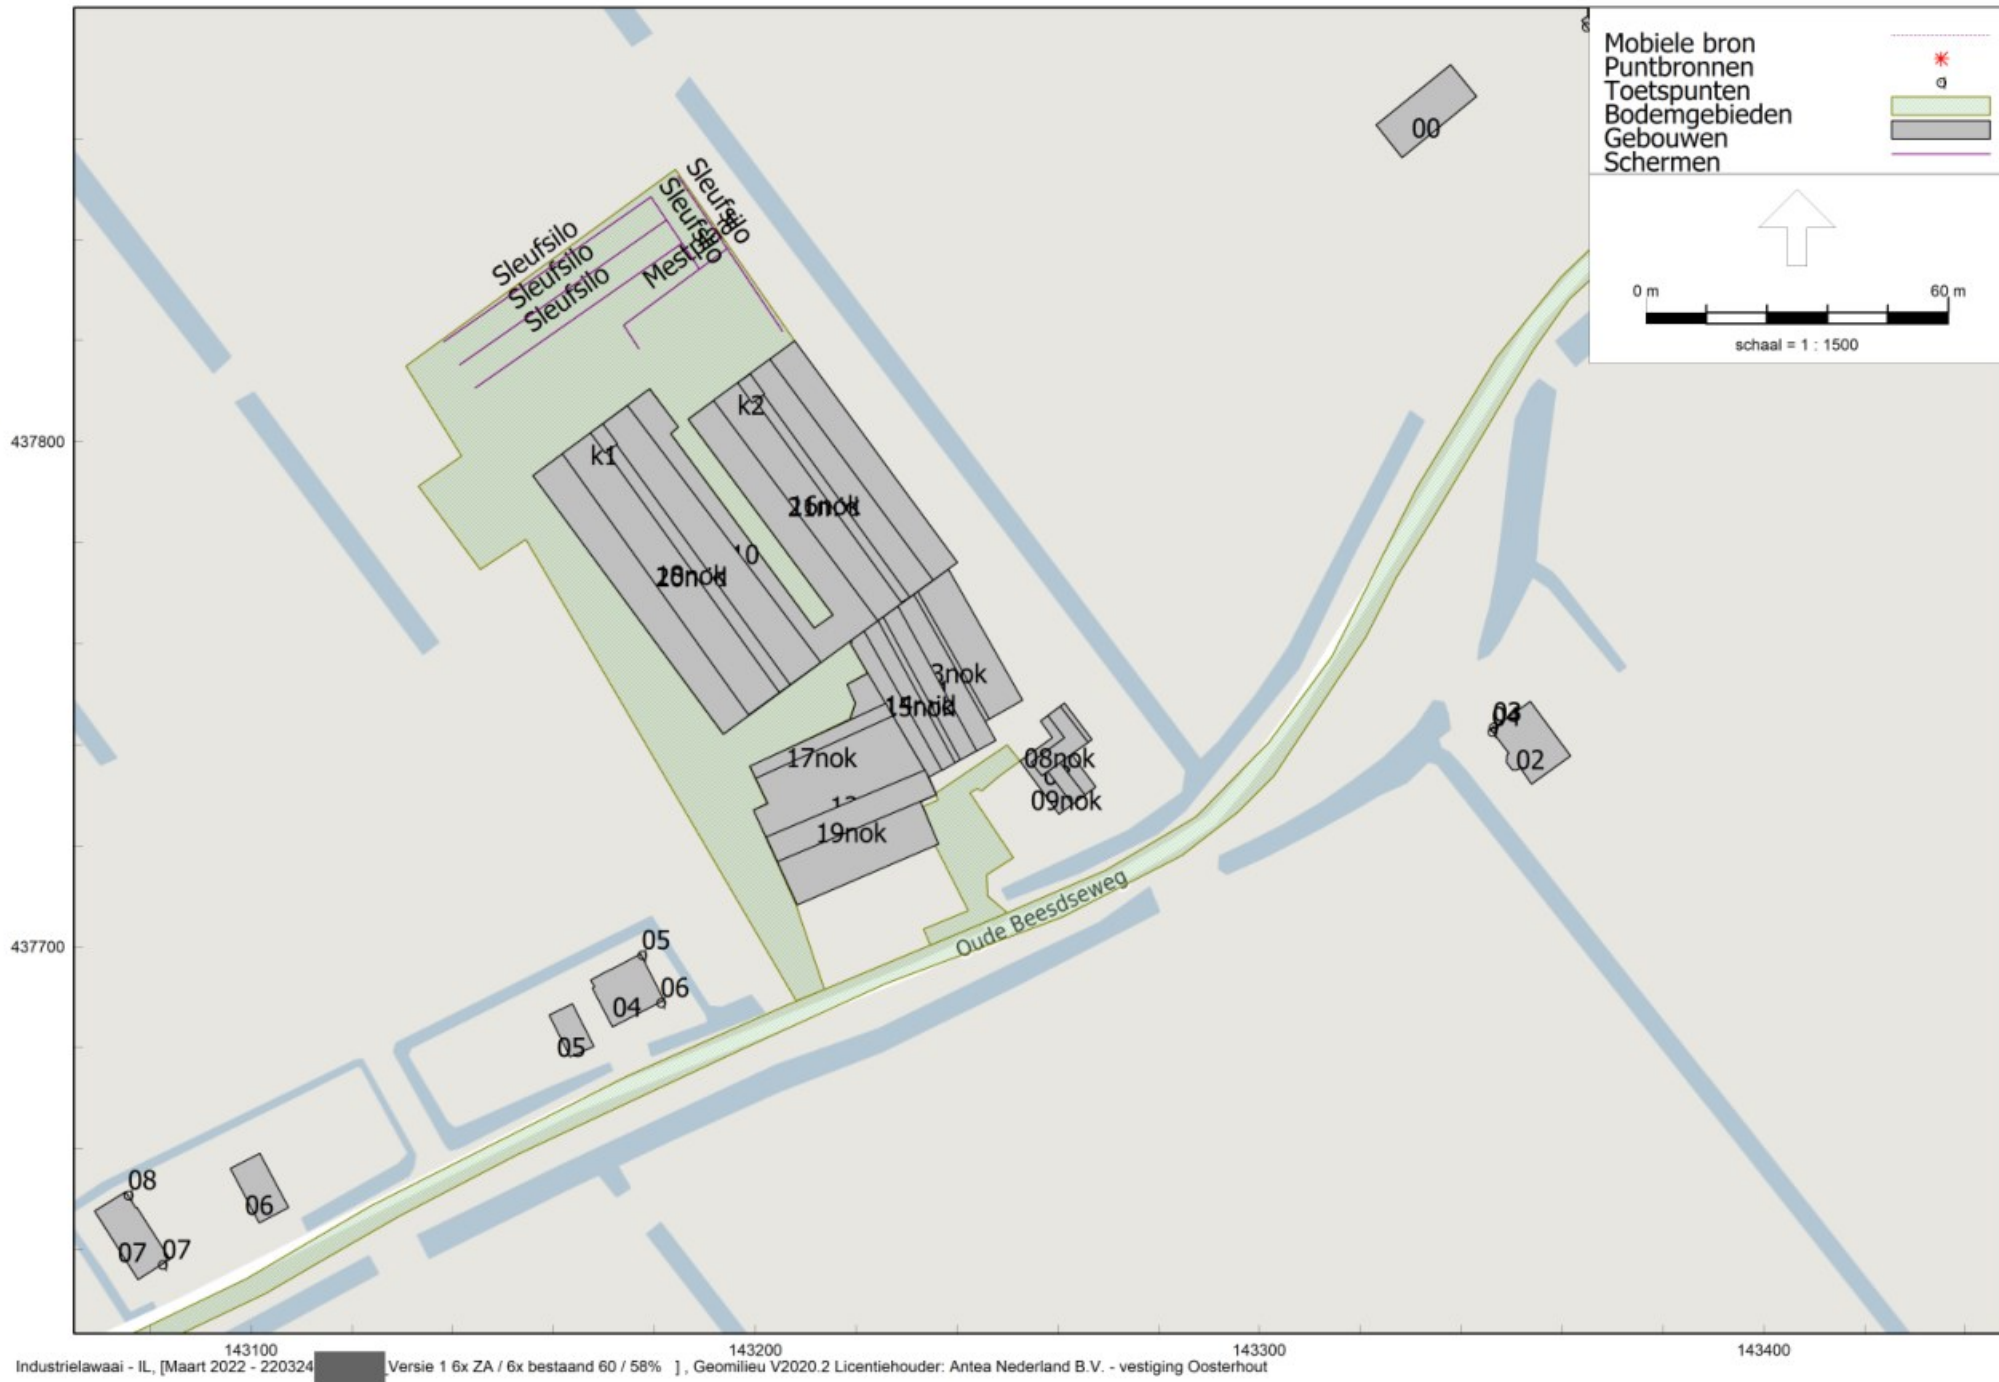 Mobiele bron
Puntbronnen
Toetspunten
Bodemgebieden
Gebouwen
Schermen
0 m 60 m
schaal = 1 : 1500
00
Sleufsilo
Sleufsilo
Sleufsilo
Sleufsilo
Sleufsilo
437800
k2
k1
10
03
04
02
3nok
17nok
08nok
09nok
19nok
Oude Beesdseweg
437700
05
06
04
05
08
06
07
07
143100 143200 143300 143400
Industrielawaai - IL, [Maart 2022 - 220324 Versie 1 6x ZA / 6x bestaand 60 / 58% ] , Geomilieu V2020.2 Licentiehouder: Antea Nederland B.V. - vestiging Oosterhout